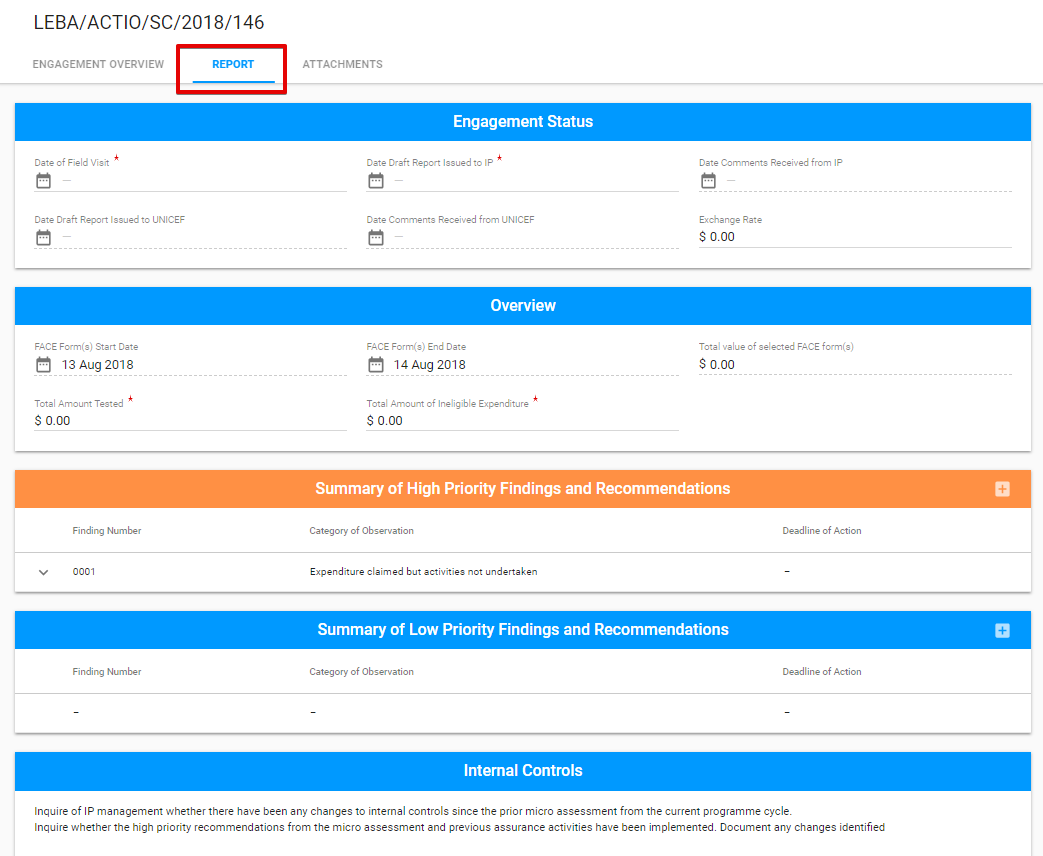 LEBA/ACTIO/SC/2018/146
ENGAGEMENT OVERVIEW REPORT ATTACHMENTS
Engagement Status
Date of Field Visit * Date Draft Report Issued to IP * Date Comments Received from IP
— — —
Date Draft Report Issued to UNICEF Date Comments Received from UNICEF Exchange Rate
— — $ 0.00
Overview
FACE Form(s) Start Date FACE Form(s) End Date Total value of selected FACE form(s)
13 Aug 2018 14 Aug 2018 $ 0.00
Total Amount Tested * Total Amount of Ineligible Expenditure *
$ 0.00 $ 0.00
Summary of High Priority Findings and Recommendations
Finding Number Category of Observation Deadline of Action
0001 Expenditure claimed but activities not undertaken –
Summary of Low Priority Findings and Recommendations
Finding Number Category of Observation Deadline of Action
– – –
Internal Controls
Inquire of IP management whether there have been any changes to internal controls since the prior micro assessment from the current programme cycle.
Inquire whether the high priority recommendations from the micro assessment and previous assurance activities have been implemented. Document any changes identified